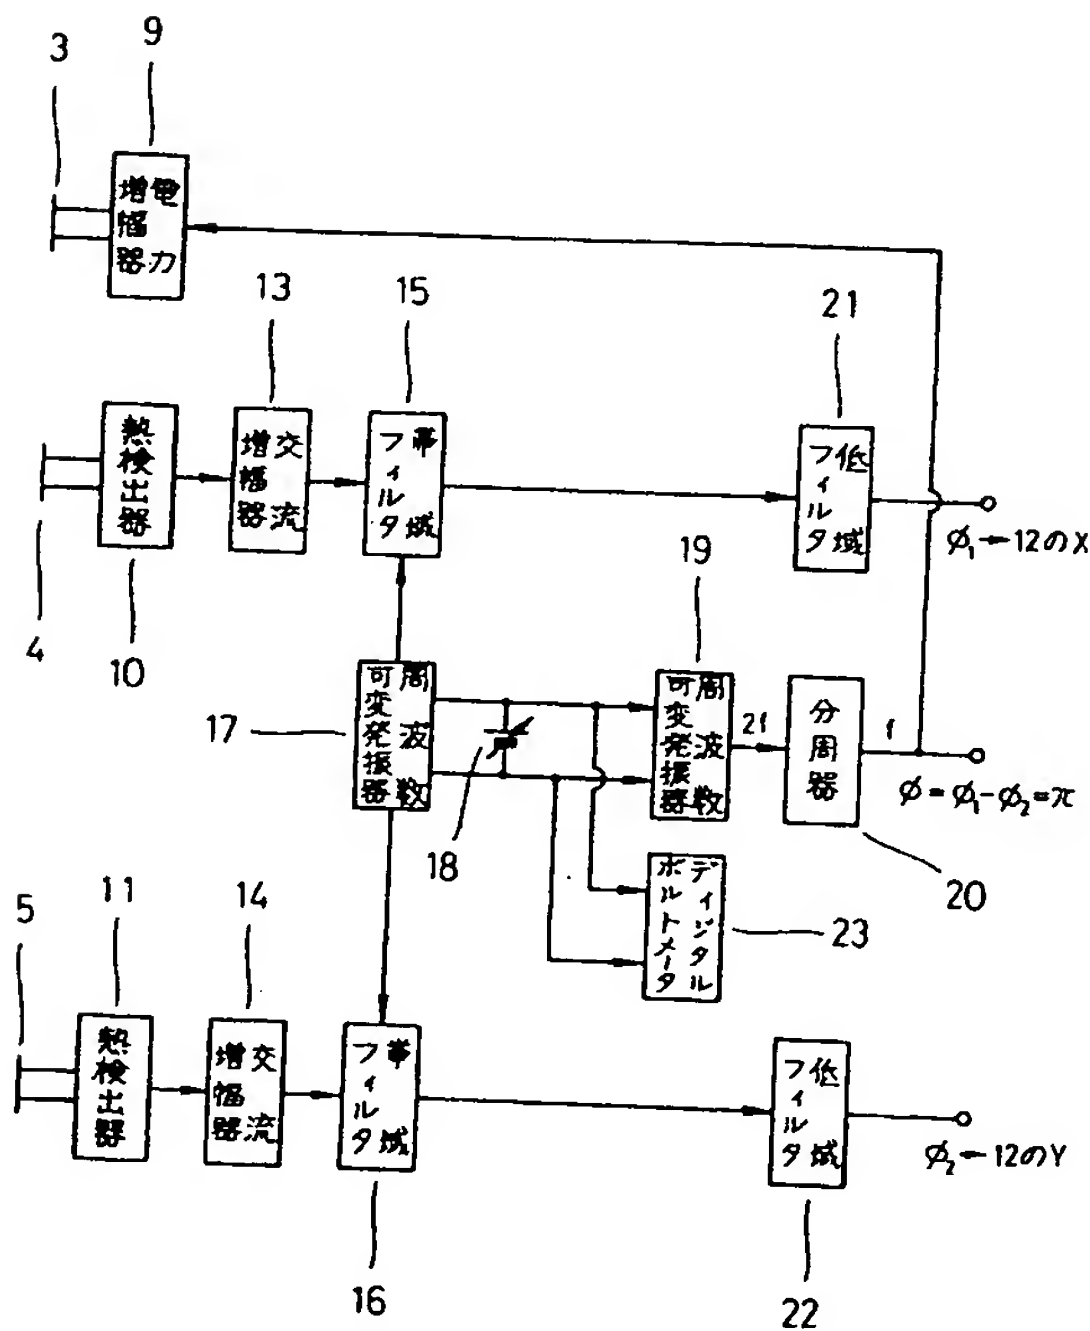 3
9
電力
増幅器
13
15
21
熱検出器
交流
増幅器
帯域
フィルタ
低域
フィルタ
4
10
φ₁→12のX
19
17
周波数
可変発振器
18
周波数
可変発振器
2f
分周器
f
φ=φ₁-φ₂=π
20
ディジタル
ボルトメータ
23
5
11
14
熱検出器
交流
増幅器
帯域
フィルタ
低域
フィルタ
φ₂←12のY
16
22